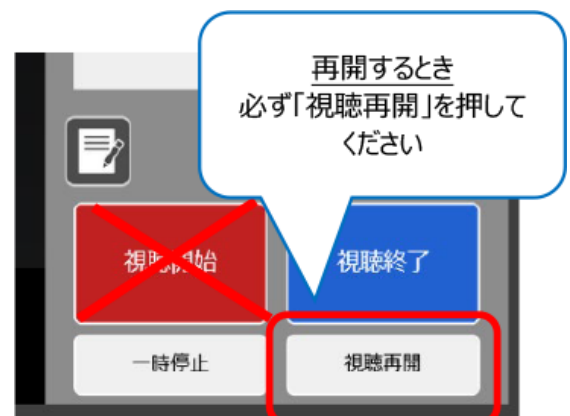 再開するとき
必ず「視聴再開」を押して
ください
視聴開始
視聴終了
一時停止
視聴再開